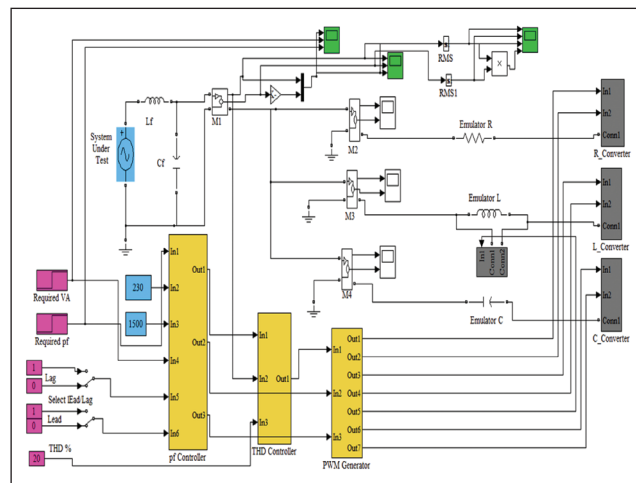 RMS
RMS1
×
Lf
M1
System
Under
Test
+
Cf
M2
Emulator R
In1
In2
Conn1
R_Converter
M3
Emulator L
In1
Conn1
Conn2
In1
In2
Conn1
L_Converter
M4
Emulator C
In1
In2
Conn1
C_Converter
Required VA
230
Required pf
1500
In1
In2
In3
In4
In5
In6
Out1
Out2
Out3
pf Controller
1
0
Lag
Select lEad/Lag
1
0
Lead
THD %
20
In1
In2
In3
Out1
THD Controller
In1
In2
In3
Out1
Out2
Out3
Out4
Out5
Out6
Out7
PWM Generator